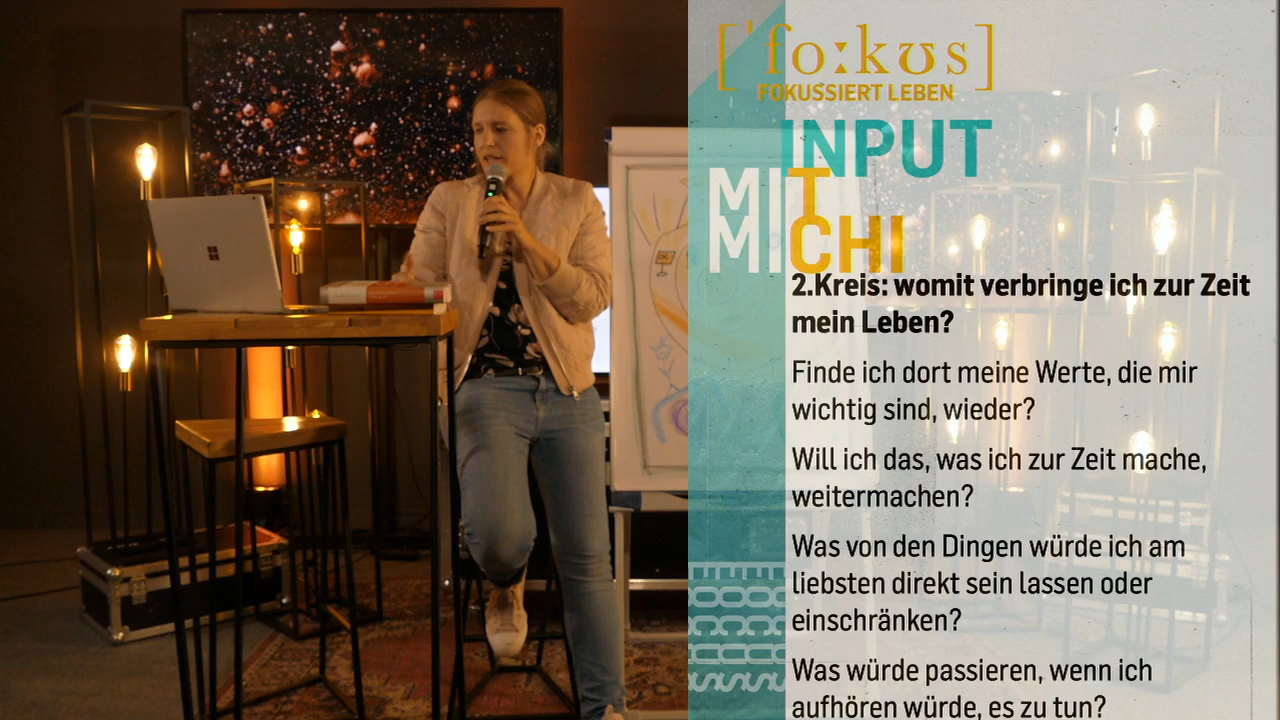 [ˈfoːkʊs]
FOKUSSIERT LEBEN
INPUT
MIT
MICHI
2.Kreis: womit verbringe ich zur Zeit
mein Leben?
Finde ich dort meine Werte, die mir
wichtig sind, wieder?
Will ich das, was ich zur Zeit mache,
weitermachen?
Was von den Dingen würde ich am
liebsten direkt sein lassen oder
einschränken?
Was würde passieren, wenn ich
aufhören würde, es zu tun?